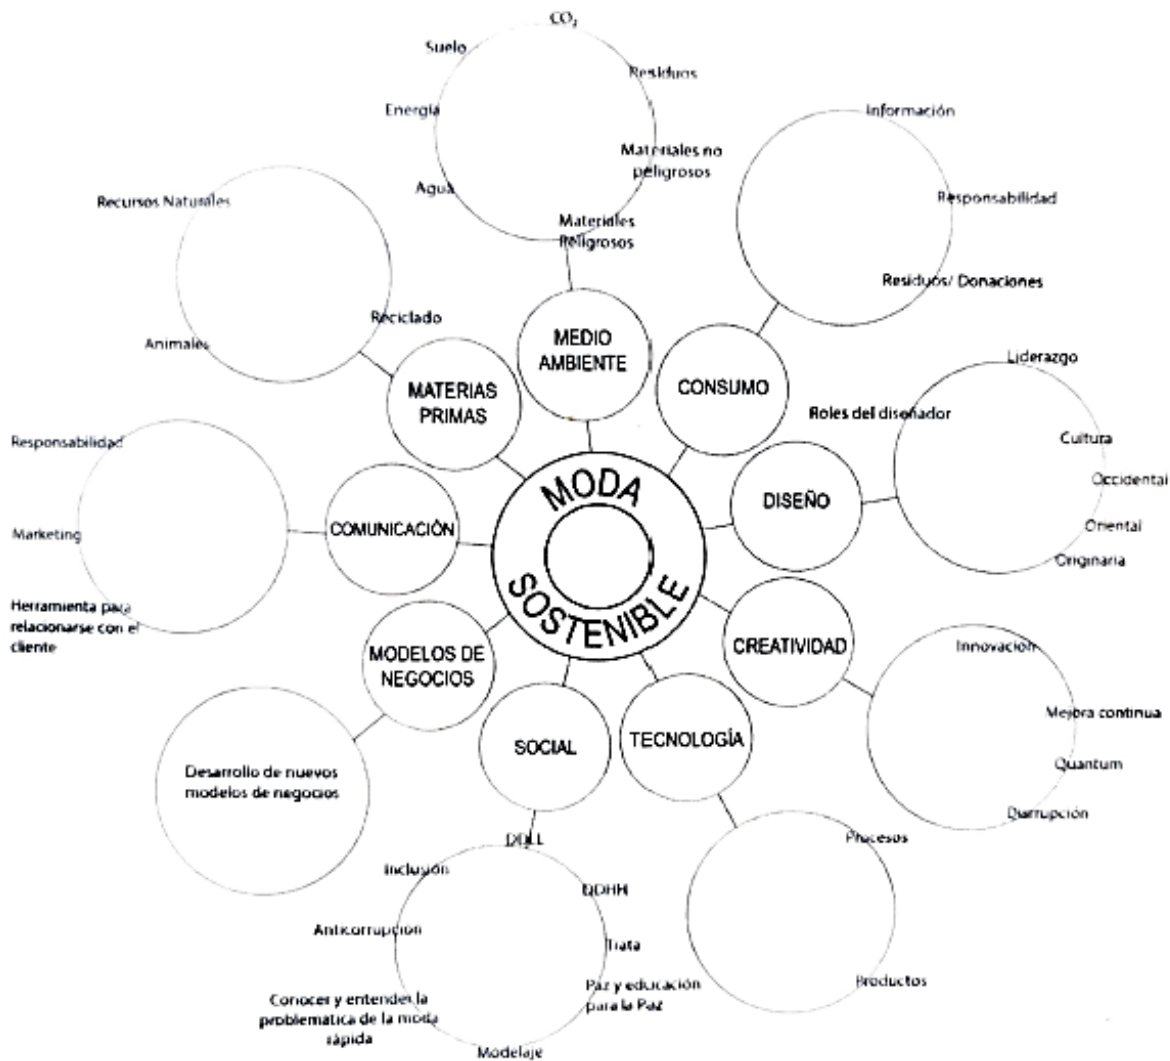 MODA
SOSTENIBLE
MEDIO
AMBIENTE
CO₂
Residuos
Materiales no
peligrosos
Materiales
Peligrosos
Agua
Energía
Suelo
CONSUMO
Información
Responsabilidad
Residuos/ Donaciones
DISEÑO
Liderazgo
Roles del diseñador
Cultura
Occidental
Oriental
Originaria
CREATIVIDAD
Innovación
Mejora continua
Quantum
Disrrupción
TECNOLOGÍA
Procesos
Productos
SOCIAL
DDLL
DDHH
Trata
Paz y educación
para la Paz
Modelaje
Conocer y entender la
problemática de la moda
rápida
Anticorrupción
Inclusión
MODELOS DE
NEGOCIOS
Desarrollo de nuevos
modelos de negocios
COMUNICACIÓN
Responsabilidad
Marketing
Herramienta para
relacionarse con el
cliente
MATERIAS
PRIMAS
Recursos Naturales
Reciclado
Animales